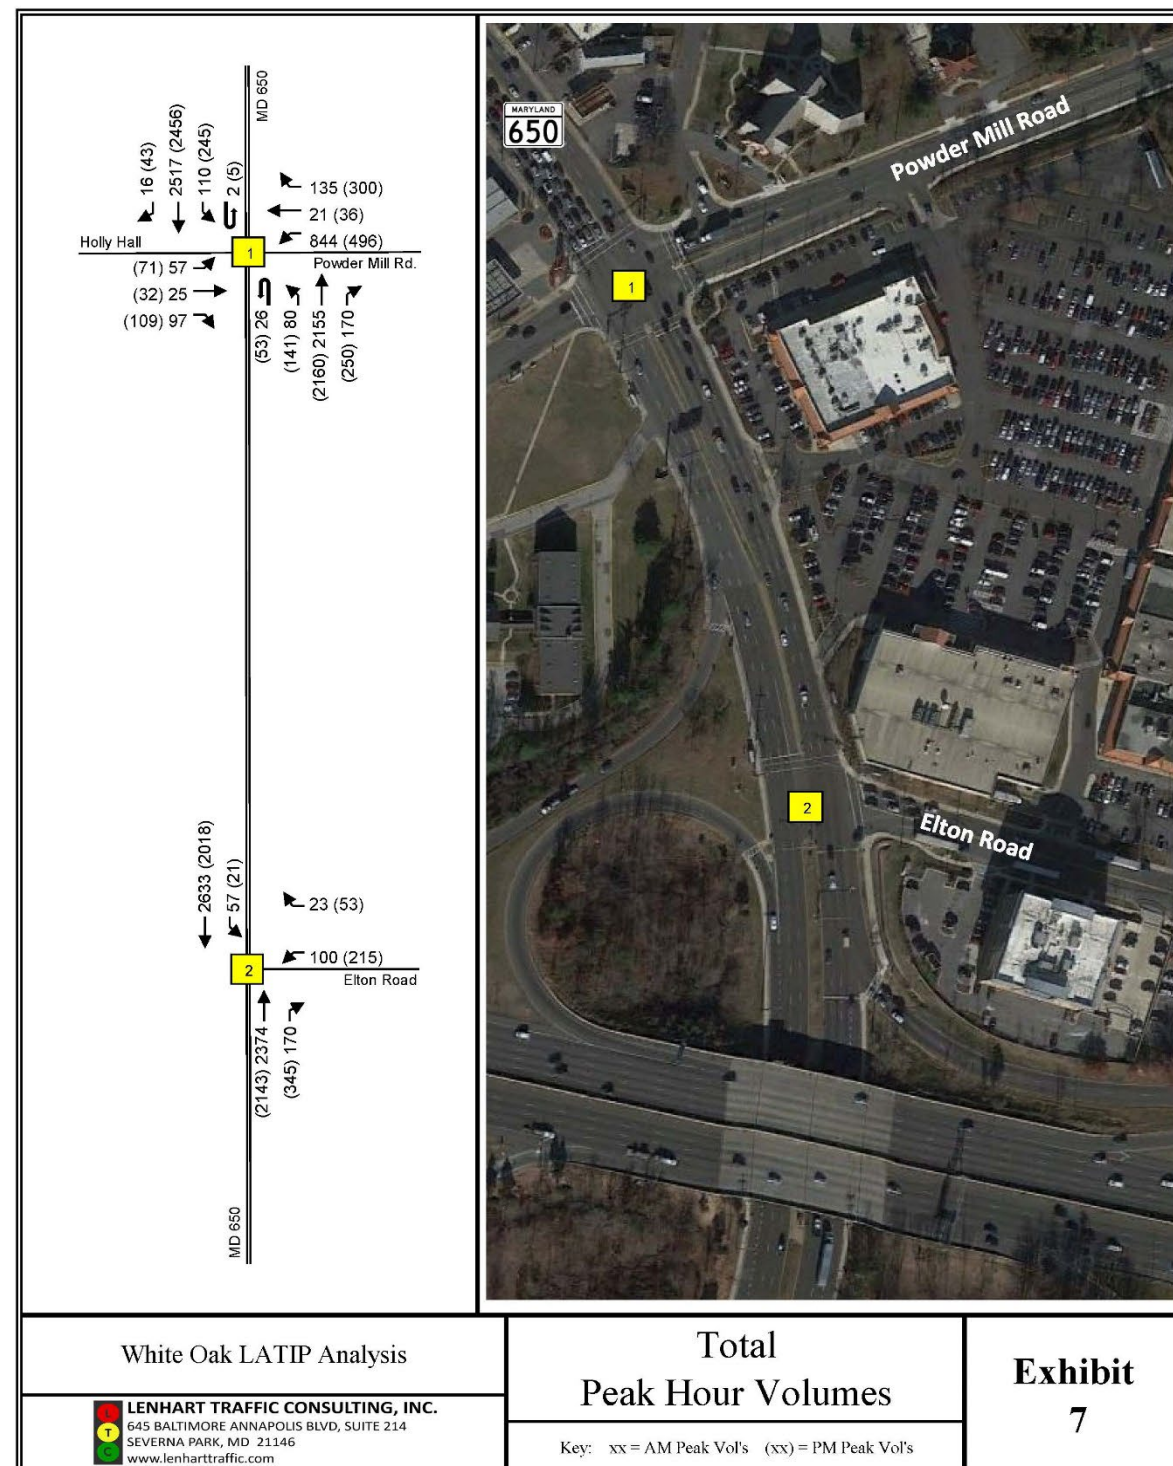 MD 650
16 (43)
2517 (2456)
110 (245)
2 (5)
135 (300)
21 (36)
844 (496)
Holly Hall
1
Powder Mill Rd.
(71) 57
(32) 25
(109) 97
(53) 26
(141) 80
(2160) 2155
(250) 170
2633 (2018)
57 (21)
23 (53)
100 (215)
2
Elton Road
(2143) 2374
(345) 170
MD 650
MARYLAND
650
Powder Mill Road
1
2
Elton Road
White Oak LATIP Analysis
L
T
C
LENHART TRAFFIC CONSULTING, INC.
645 BALTIMORE ANNAPOLIS BLVD, SUITE 214
SEVERNA PARK, MD 21146
www.lenharttraffic.com
Total
Peak Hour Volumes
Key: xx = AM Peak Vol's (xx) = PM Peak Vol's
Exhibit
7